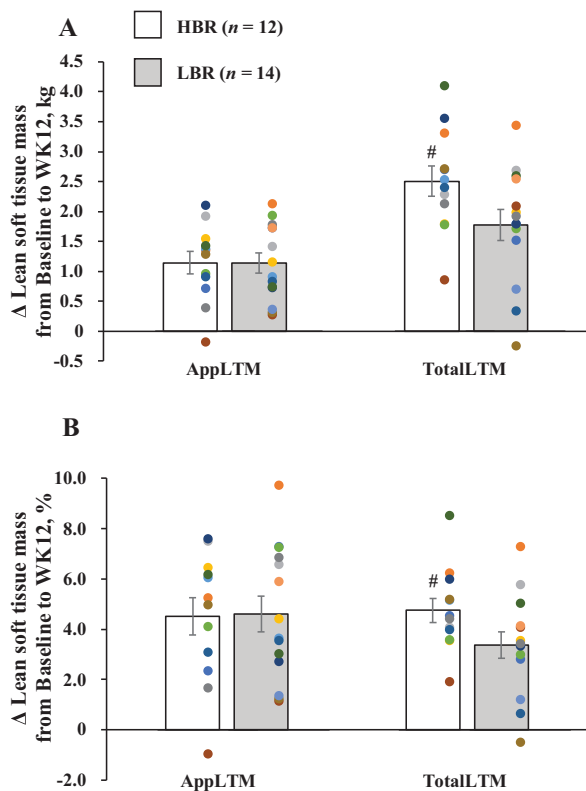 A
HBR (n = 12)
LBR (n = 14)
Δ Lean soft tissue mass
from Baseline to WK12, kg
4.5
4.0
3.5
3.0
2.5
2.0
1.5
1.0
0.5
0
-0.5
#
AppLTM
TotalLTM
B
Δ Lean soft tissue mass
from Baseline to WK12, %
10.0
8.0
6.0
4.0
2.0
0
-2.0
#
AppLTM
TotalLTM